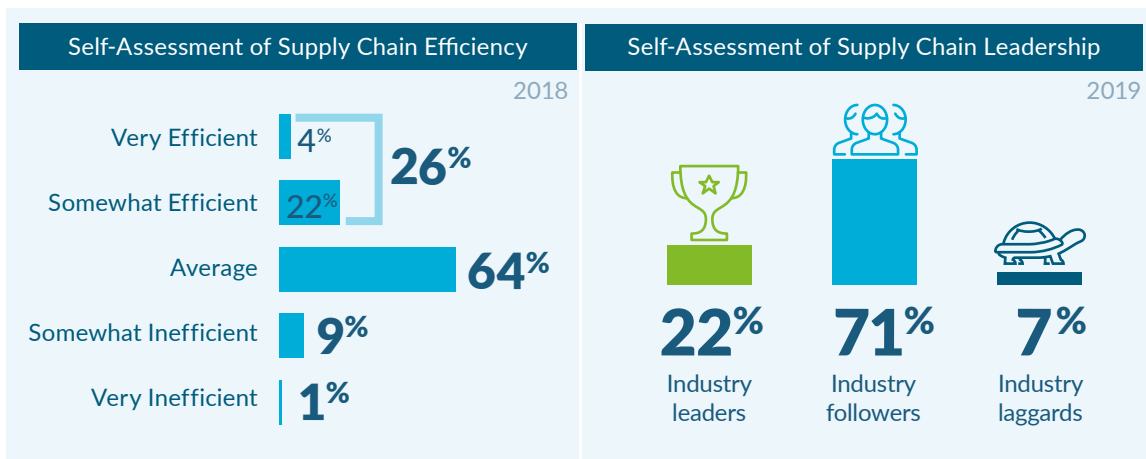 Self-Assessment of Supply Chain Efficiency
2018
Very Efficient 4%
26%
Somewhat Efficient 22%
Average 64%
Somewhat Inefficient 9%
Very Inefficient 1%
Self-Assessment of Supply Chain Leadership
2019
22% 71% 7%
Industry Industry Industry
leaders followers laggards